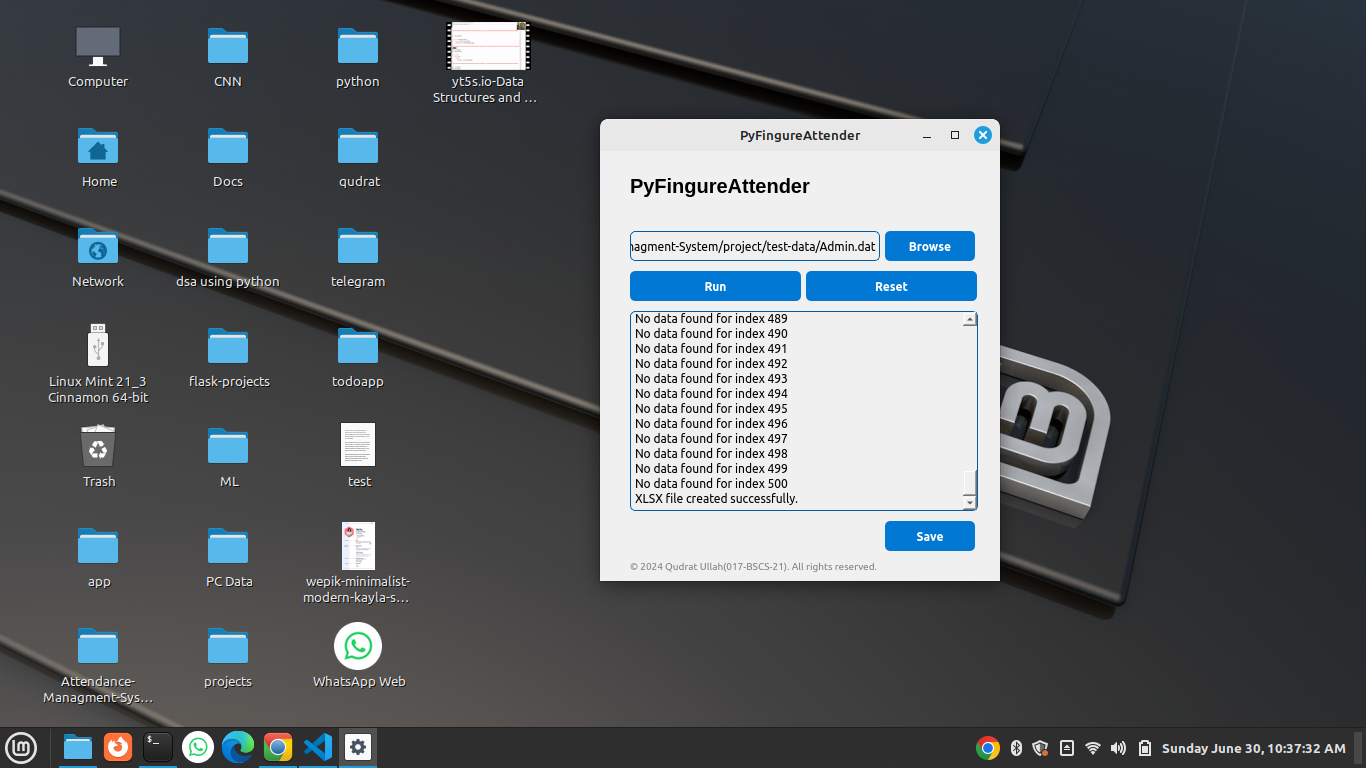 Computer
CNN
python
yt5s.io-Data
Structures and ...
Home
Docs
qudrat
Network
dsa using python
telegram
Linux Mint 21_3
Cinnamon 64-bit
flask-projects
todoapp
Trash
ML
test
app
PC Data
wepik-minimalist-
modern-kayla-s...
Attendance-
Managment-Sys...
projects
WhatsApp Web
PyFingureAttender
PyFingureAttender
nagment-System/project/test-data/Admin.dat
Browse
Run
Reset
No data found for index 489
No data found for index 490
No data found for index 491
No data found for index 492
No data found for index 493
No data found for index 494
No data found for index 495
No data found for index 496
No data found for index 497
No data found for index 498
No data found for index 499
No data found for index 500
XLSX file created successfully.
Save
© 2024 Qudrat Ullah(017-BSCS-21). All rights reserved.
$_
Sunday June 30, 10:37:32 AM